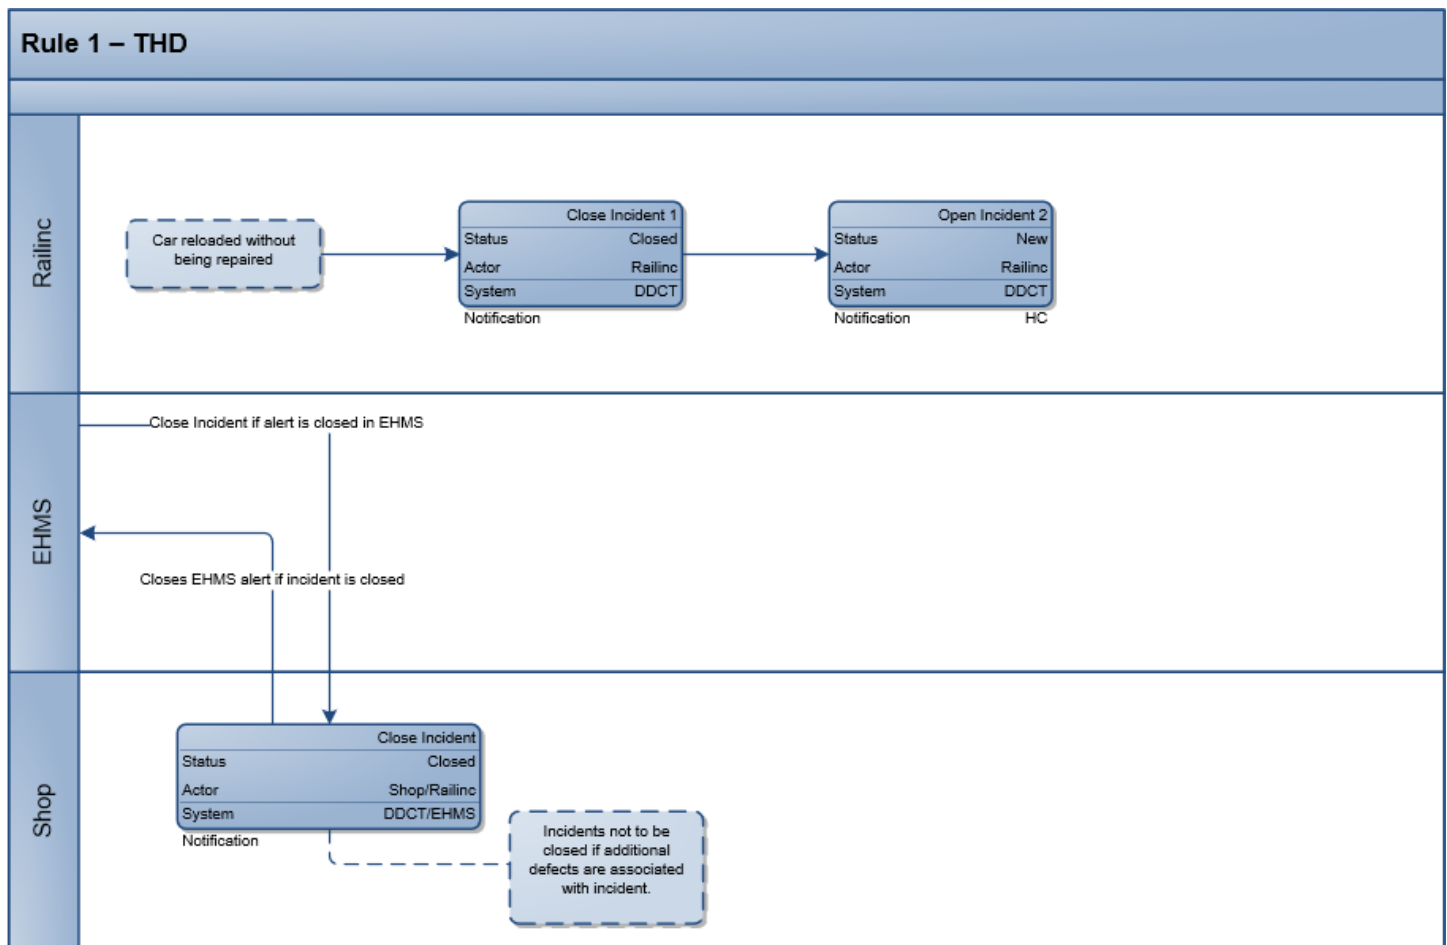 Rule 1 – THD
Railinc
Car reloaded without
being repaired
Close Incident 1
Status Closed
Actor Railinc
System DDCT
Notification
Open Incident 2
Status New
Actor Railinc
System DDCT
Notification HC
EHMS
Close Incident if alert is closed in EHMS
Closes EHMS alert if incident is closed
Shop
Close Incident
Status Closed
Actor Shop/Railinc
System DDCT/EHMS
Notification
Incidents not to be
closed if additional
defects are associated
with incident.